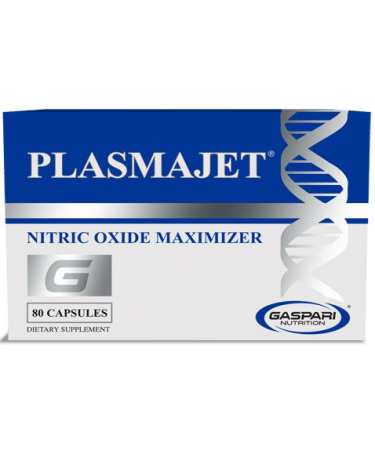 PLASMAJET®
NITRIC OXIDE MAXIMIZER
G
80 CAPSULES
DIETARY SUPPLEMENT
GASPARI
NUTRITION®